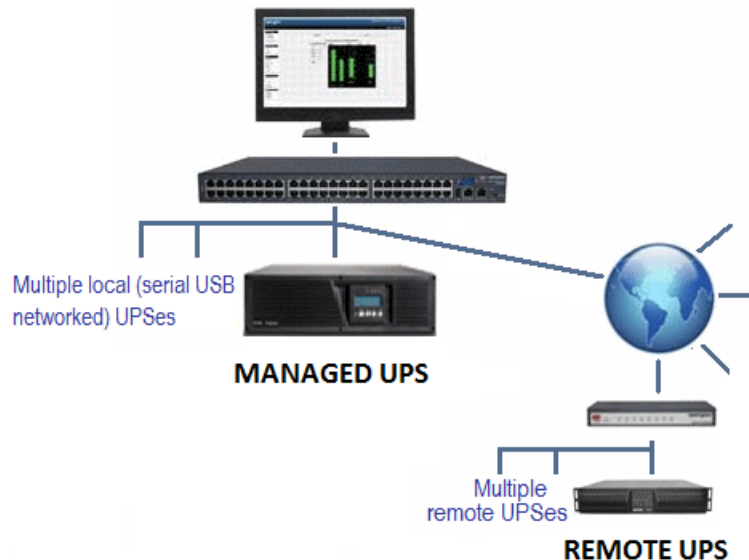 Multiple local (serial USB
networked) UPSes
MANAGED UPS
Multiple
remote UPSes
REMOTE UPS